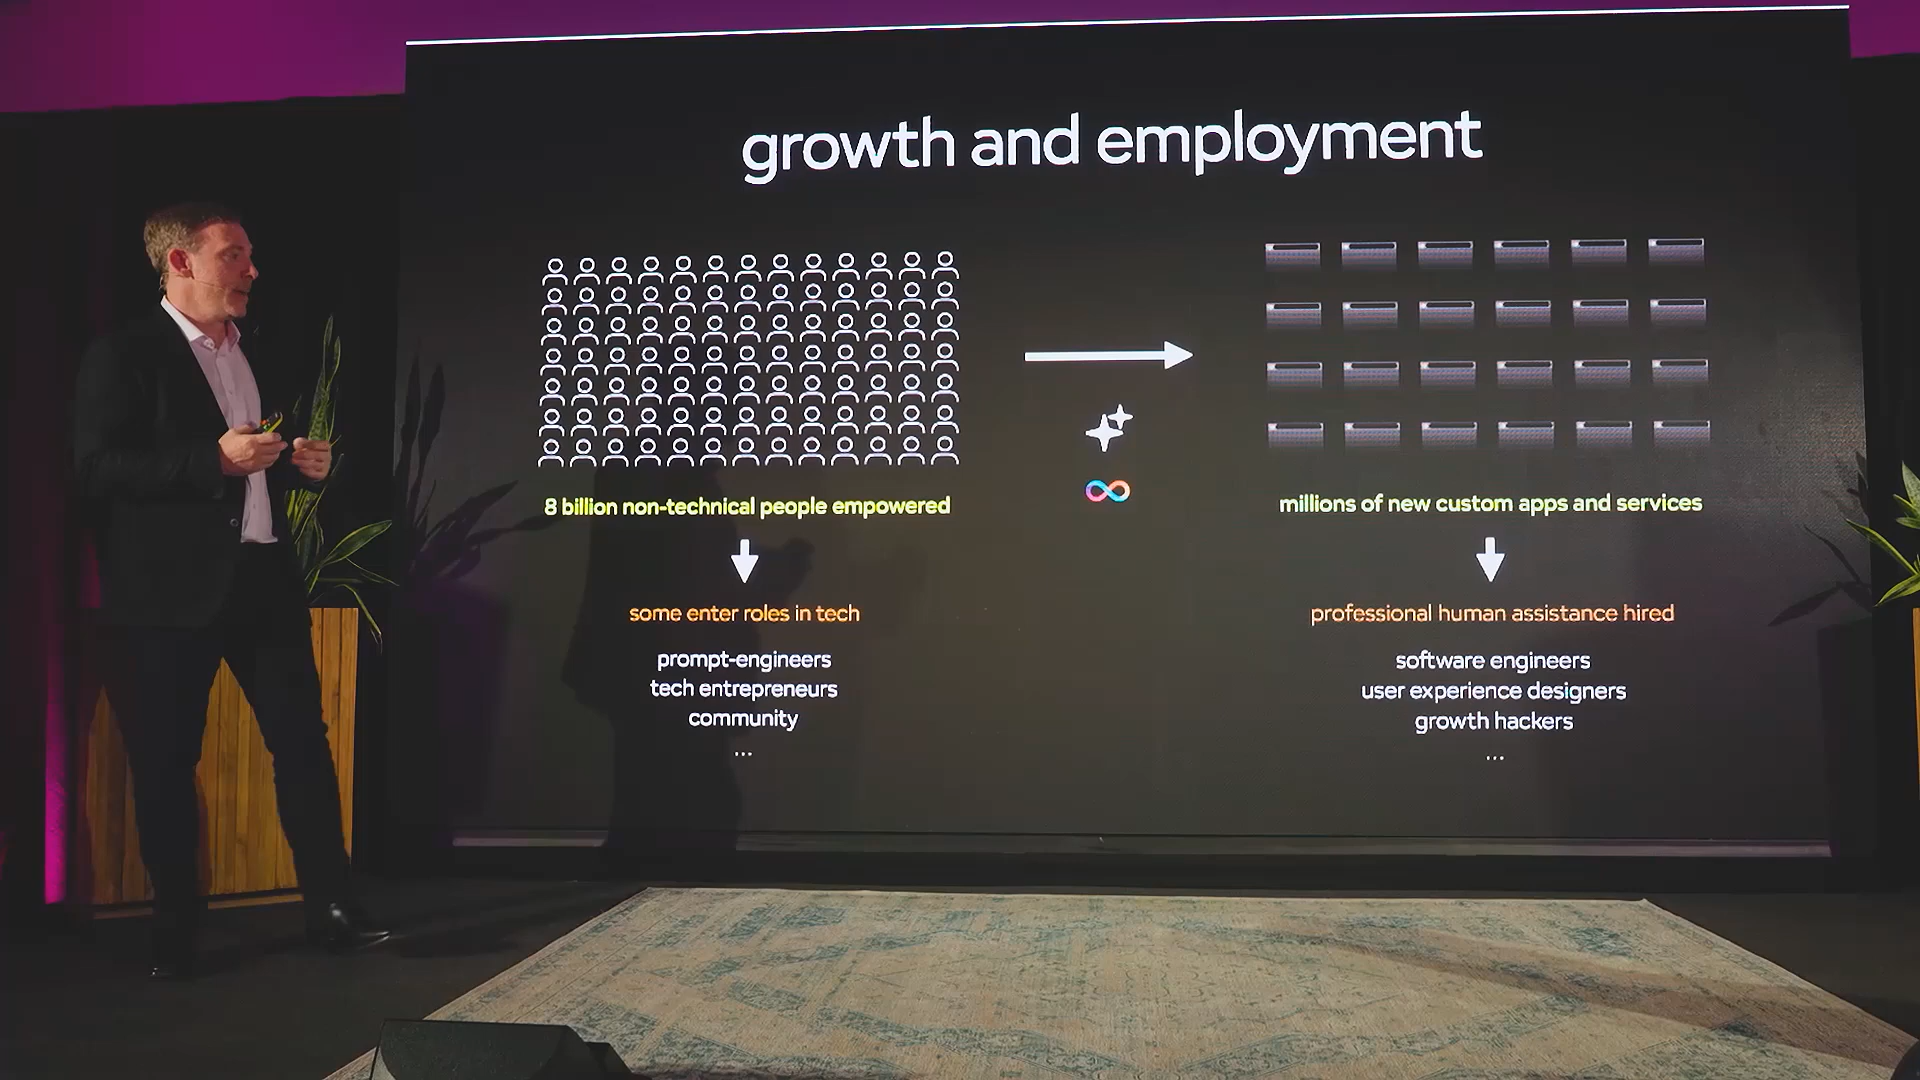 growth and employment
8 billion non-technical people empowered
some enter roles in tech
prompt-engineers
tech entrepreneurs
community
...
millions of new custom apps and services
professional human assistance hired
software engineers
user experience designers
growth hackers
...